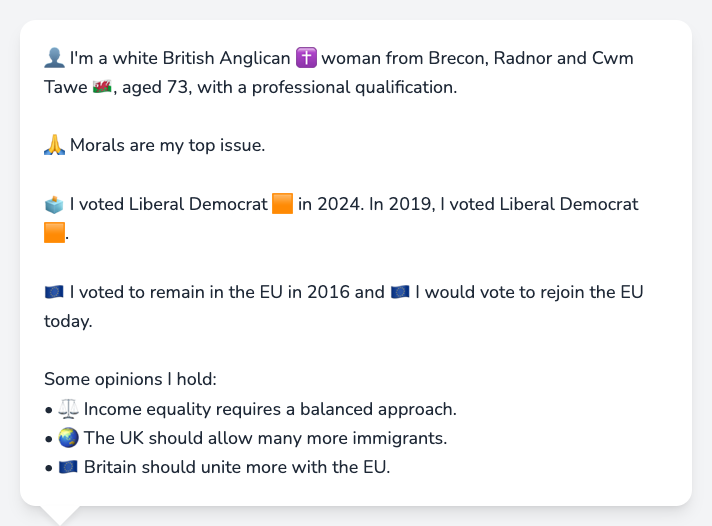 👤 I'm a white British Anglican ✝️ woman from Brecon, Radnor and Cwm
Tawe 🏴󠁧󠁢󠁷󠁬󠁳󠁿, aged 73, with a professional qualification.
🙏 Morals are my top issue.
🗳️ I voted Liberal Democrat 🟧 in 2024. In 2019, I voted Liberal Democrat
🟧.
🇪🇺 I voted to remain in the EU in 2016 and 🇪🇺 I would vote to rejoin the EU
today.
Some opinions I hold:
• ⚖️ Income equality requires a balanced approach.
• 🌏 The UK should allow many more immigrants.
• 🇪🇺 Britain should unite more with the EU.